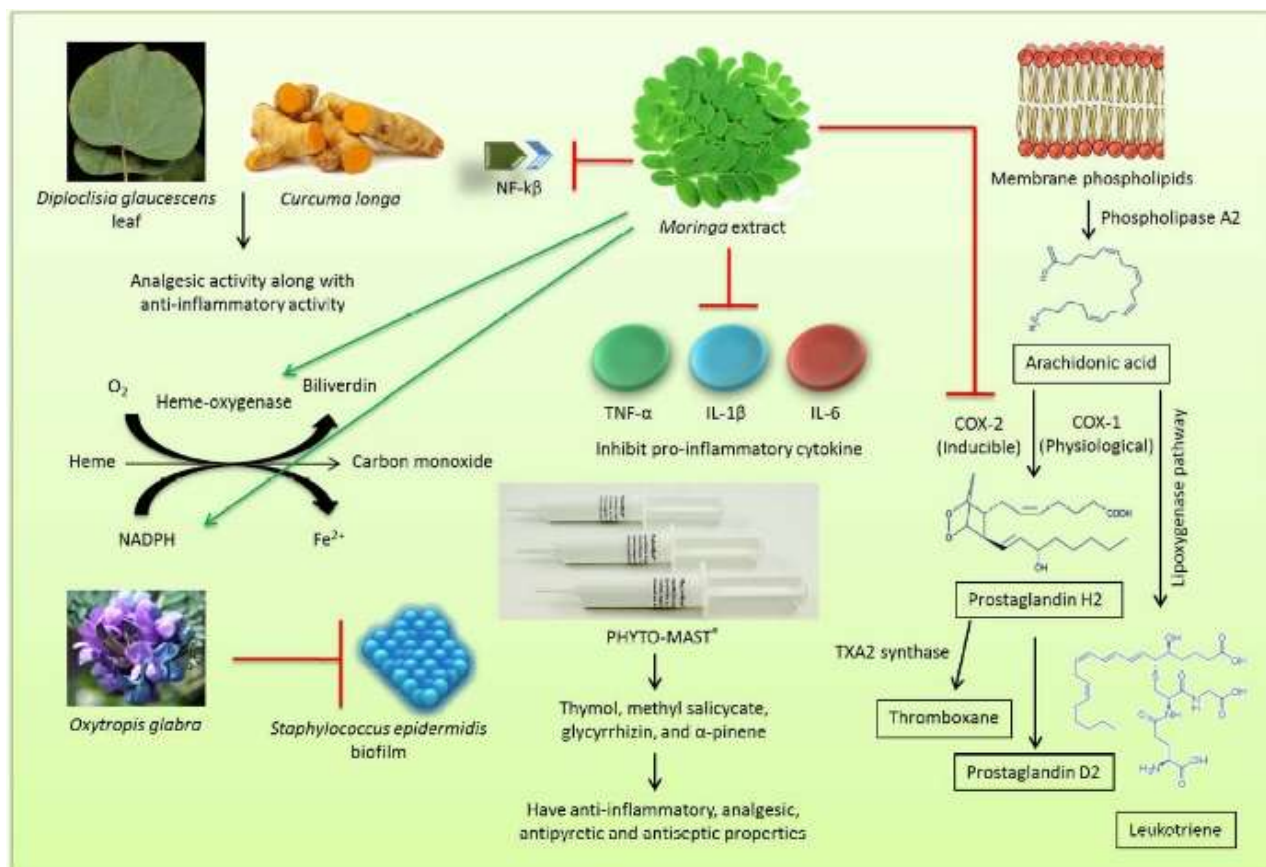 Diploclisia glaucescens
leaf
Curcuma longa
Analgesic activity along with
anti-inflammatory activity
NF-kβ
Moringa extract
TNF-α
IL-1β
IL-6
Inhibit pro-inflammatory cytokine
O2
Heme-oxygenase
Biliverdin
Heme
Carbon monoxide
NADPH
Fe2+
Oxytropis glabra
Staphylococcus epidermidis
biofilm
PHYTO-MAST®
Thymol, methyl salicycate,
glycyrrhizin, and α-pinene
Have anti-inflammatory, analgesic,
antipyretic and antiseptic properties
Membrane phospholipids
Phospholipase A2
Arachidonic acid
COX-2
(Inducible)
COX-1
(Physiological)
Lipoxygenase pathway
COOH
OH
Prostaglandin H2
TXA2 synthase
Thromboxane
Prostaglandin D2
Leukotriene